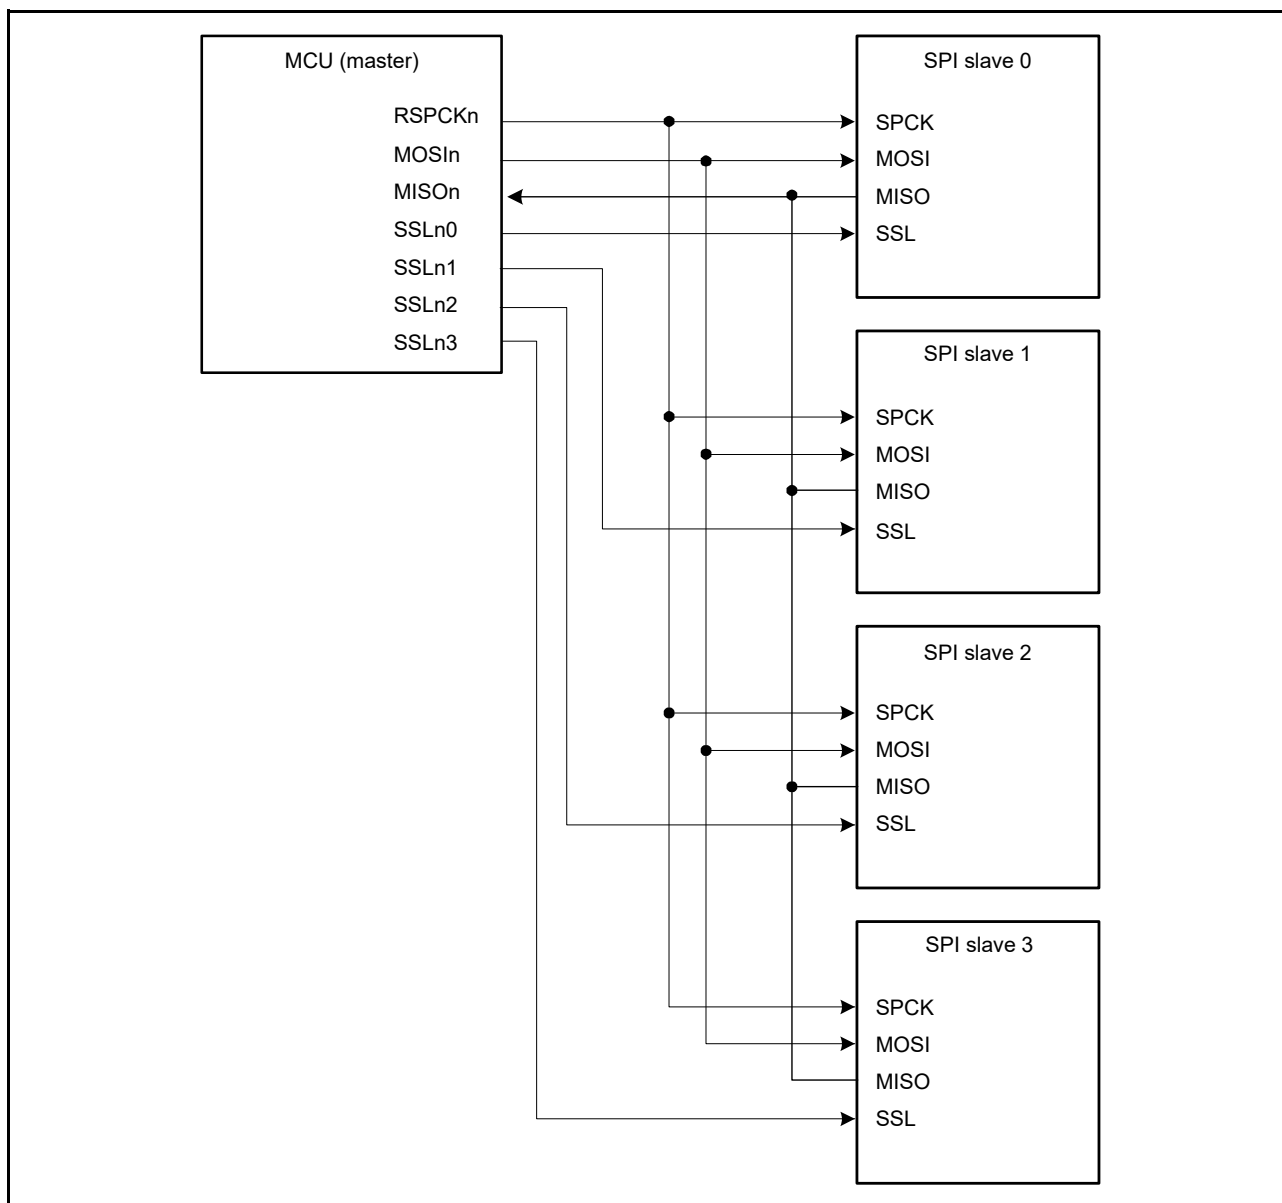 MCU (master)
RSPCKn
MOSIn
MISOn
SSLn0
SSLn1
SSLn2
SSLn3
SPI slave 0
SPCK
MOSI
MISO
SSL
SPI slave 1
SPCK
MOSI
MISO
SSL
SPI slave 2
SPCK
MOSI
MISO
SSL
SPI slave 3
SPCK
MOSI
MISO
SSL